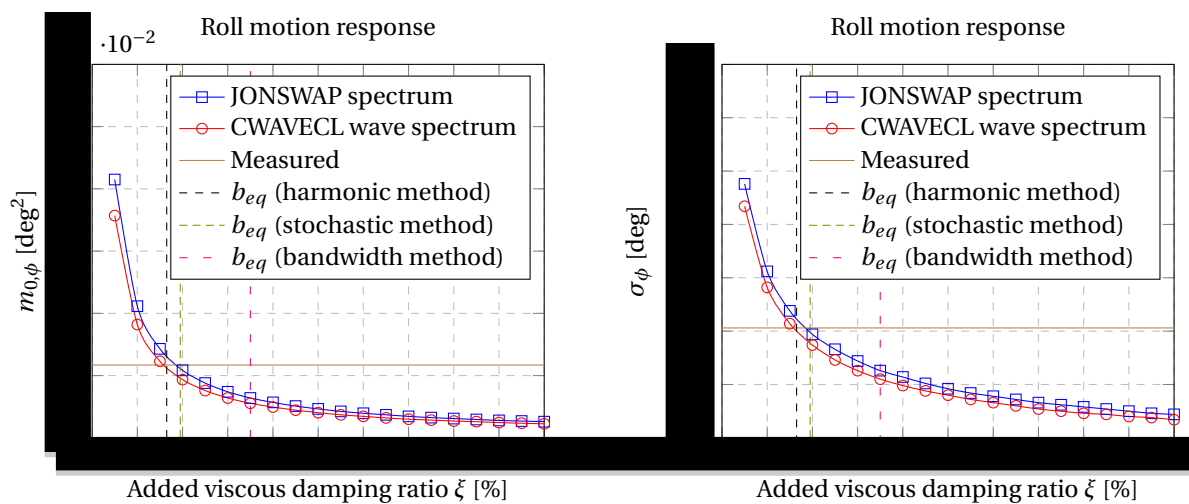 Roll motion response
·10⁻²
JONSWAP spectrum
CWAVECL wave spectrum
Measured
b_eq (harmonic method)
b_eq (stochastic method)
b_eq (bandwidth method)
m_{0,ϕ} [deg²]
Added viscous damping ratio ξ [%]
Roll motion response
JONSWAP spectrum
CWAVECL wave spectrum
Measured
b_eq (harmonic method)
b_eq (stochastic method)
b_eq (bandwidth method)
σ_ϕ [deg]
Added viscous damping ratio ξ [%]